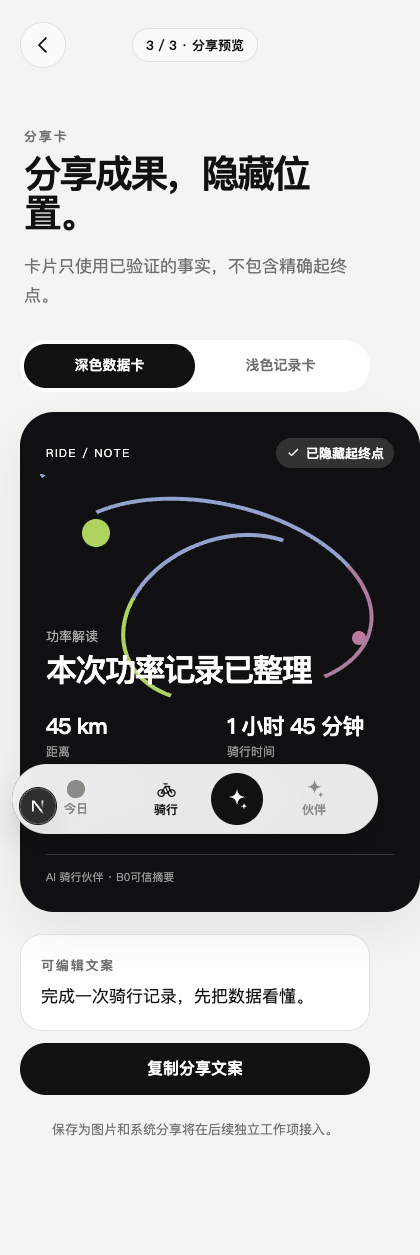 3 / 3 · 分享预览
分享卡
分享成果，隐藏位
置。
卡片只使用已验证的事实，不包含精确起终
点。
深色数据卡
浅色记录卡
RIDE / NOTE
已隐藏起终点
功率解读
本次功率记录已整理
45 km
1 小时 45 分钟
距离
骑行时间
N
今日
骑行
伙伴
AI 骑行伙伴 · B0可信摘要
可编辑文案
完成一次骑行记录，先把数据看懂。
复制分享文案
保存为图片和系统分享将在后续独立工作项接入。